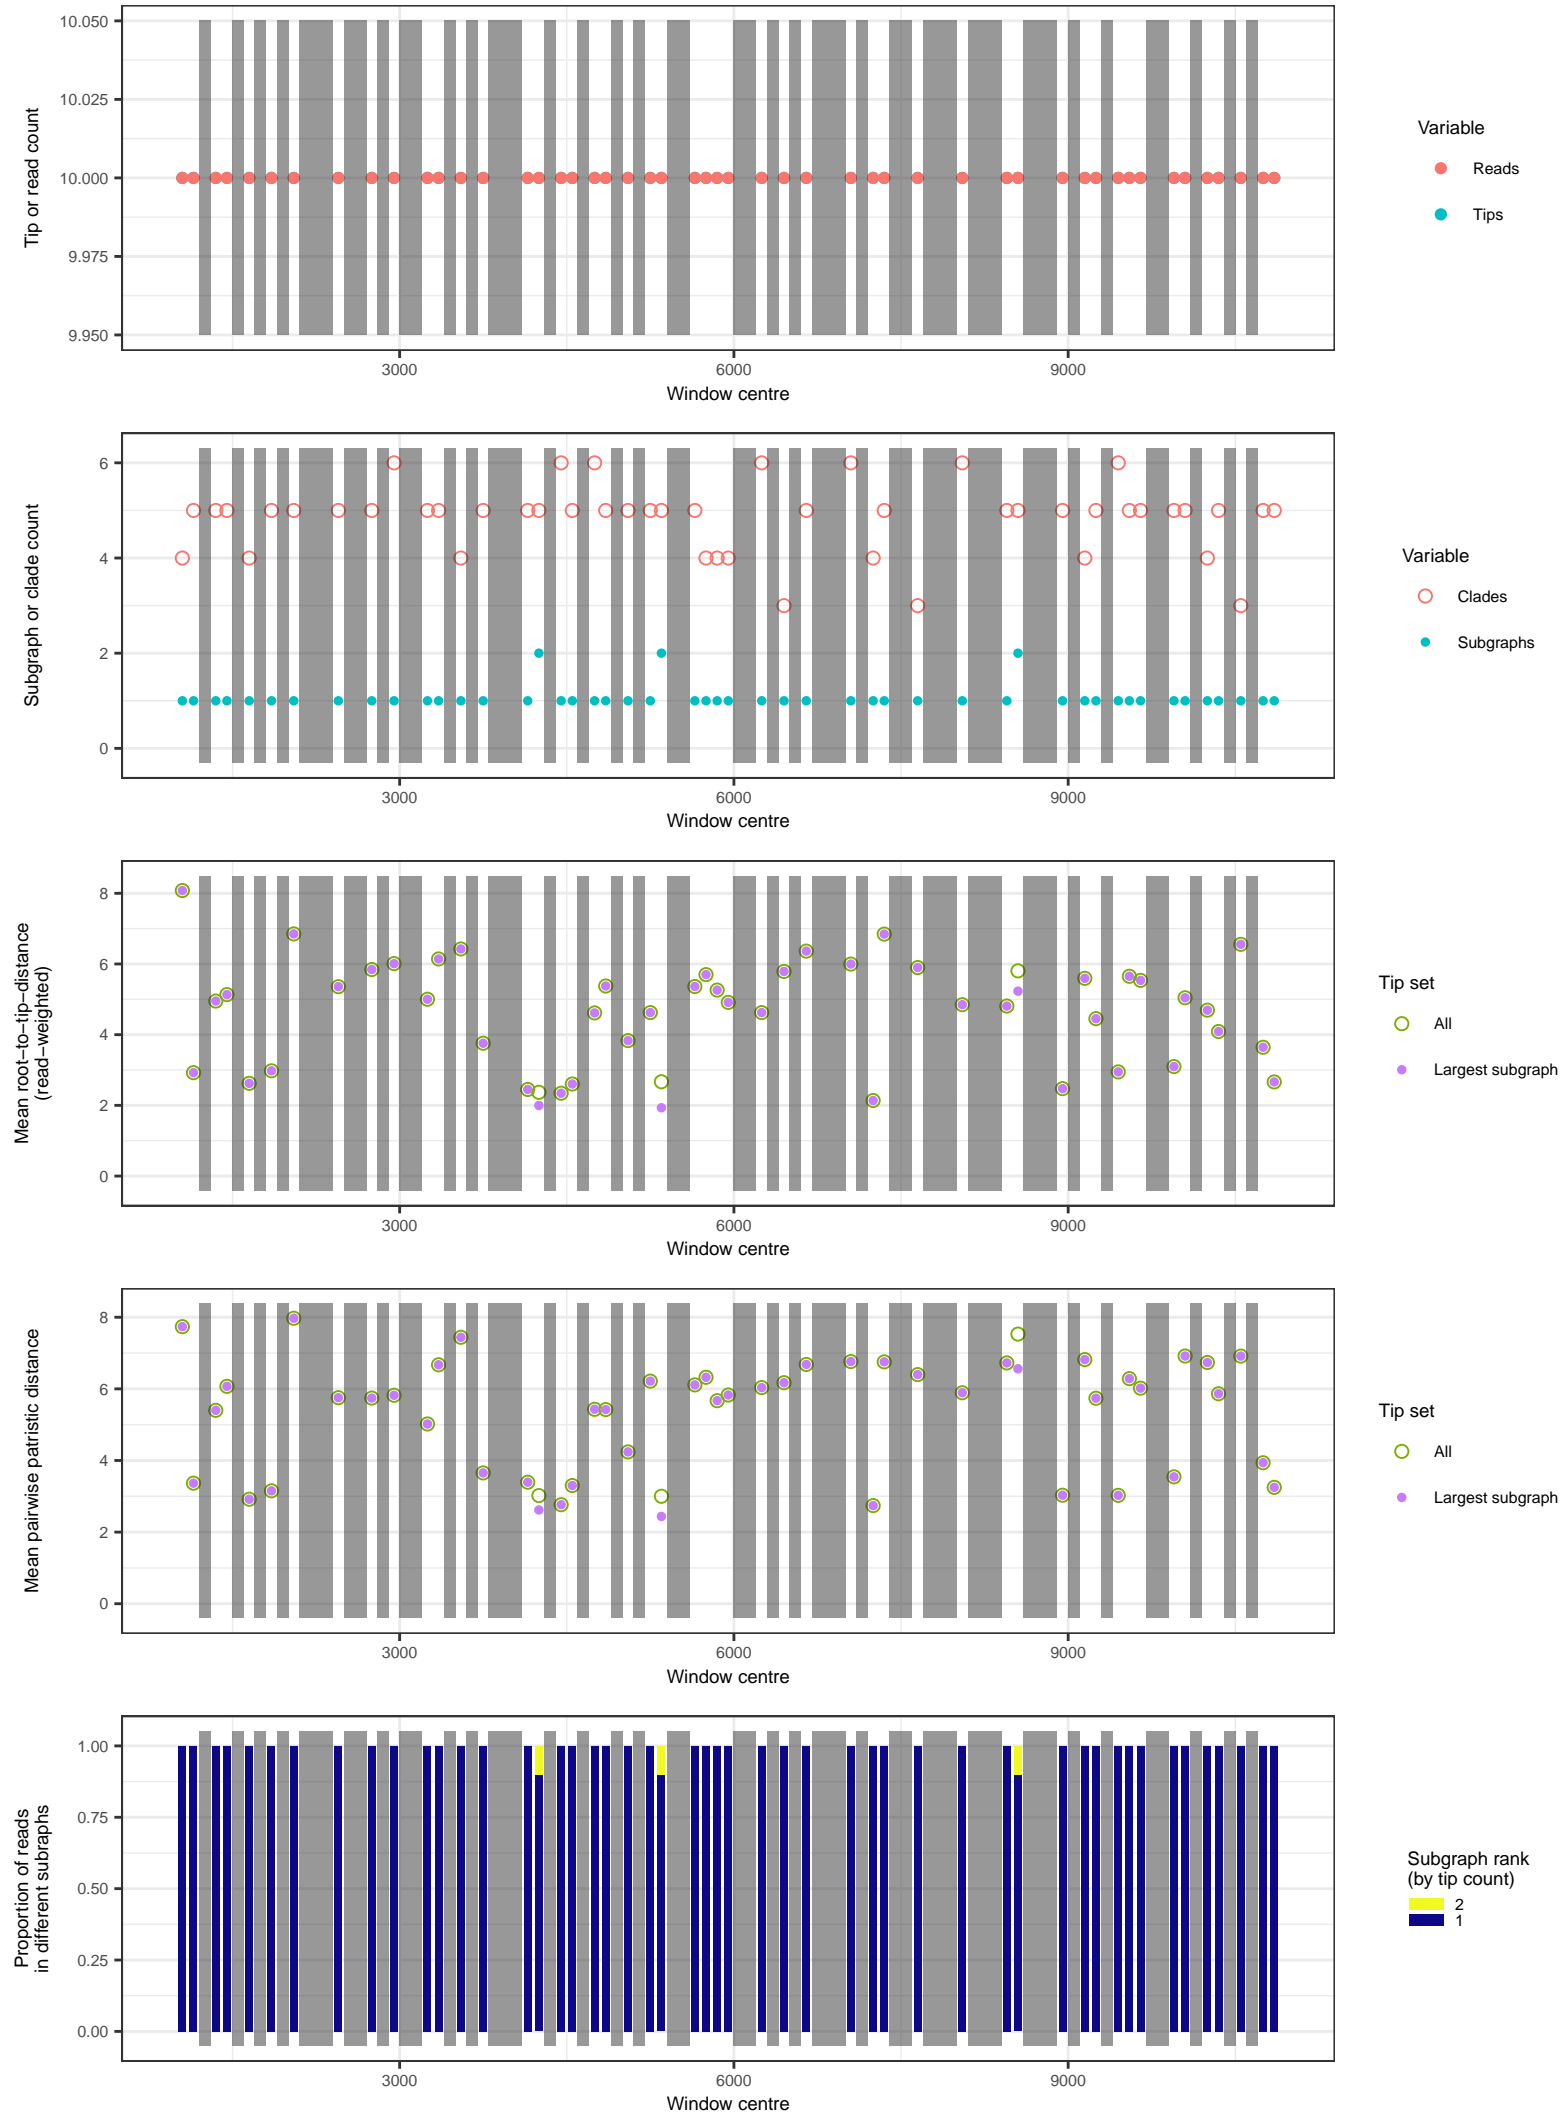 10.050
10.025
10.000
9.975
9.950
Tip or read count
3000
6000
9000
Window centre
Variable
Reads
Tips
6
4
2
0
Subgraph or clade count
3000
6000
9000
Window centre
Variable
Clades
Subgraphs
8
6
4
2
0
Mean root−to−tip−distance
(read−weighted)
3000
6000
9000
Window centre
Tip set
All
Largest subgraph
8
6
4
2
0
Mean pairwise patristic distance
3000
6000
9000
Window centre
Tip set
All
Largest subgraph
1.00
0.75
0.50
0.25
0.00
Proportion of reads
in different subraphs
3000
6000
9000
Window centre
Subgraph rank
(by tip count)
2
1